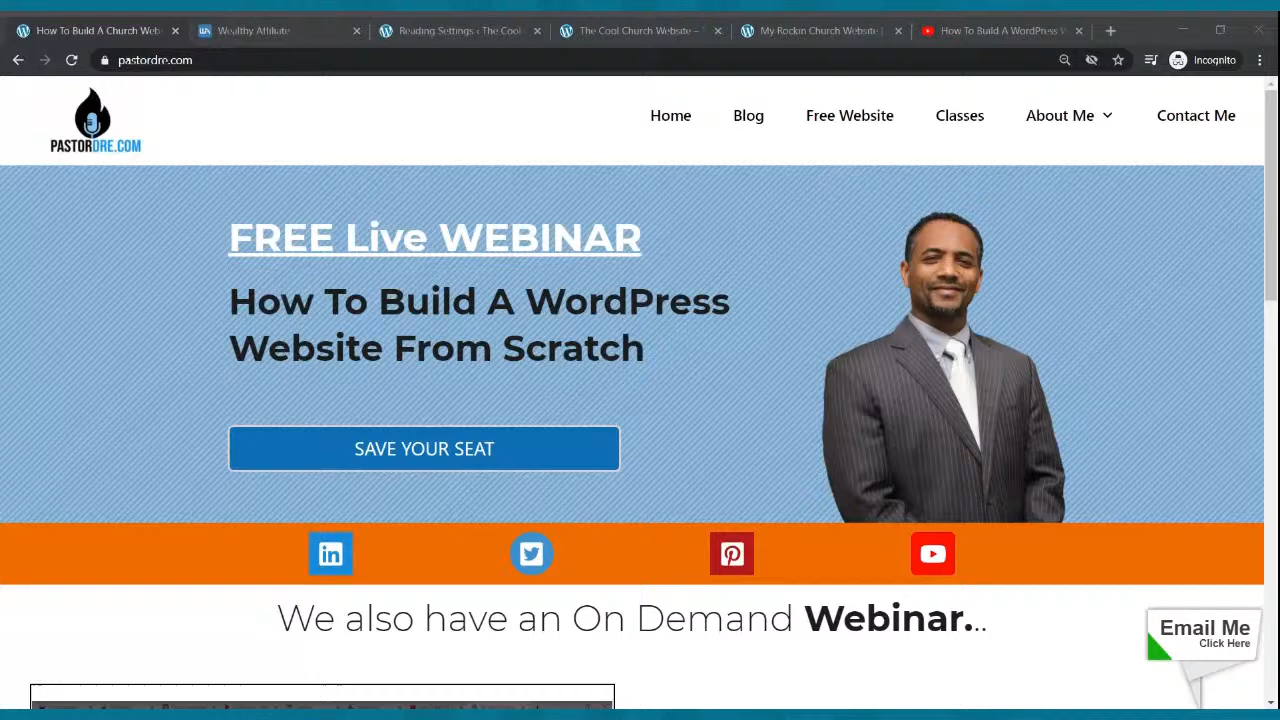 How To Build A Church Web
Wealthy Affiliate
Reading Settings ‹ The Cool
The Cool Church Website –
My Rockin Church Website |
How To Build A WordPress W
pastordre.com
Incognito
PASTORDRE.COM
Home
Blog
Free Website
Classes
About Me
Contact Me
FREE Live WEBINAR
How To Build A WordPress
Website From Scratch
SAVE YOUR SEAT
in
We also have an On Demand Webinar...
Email Me
Click Here